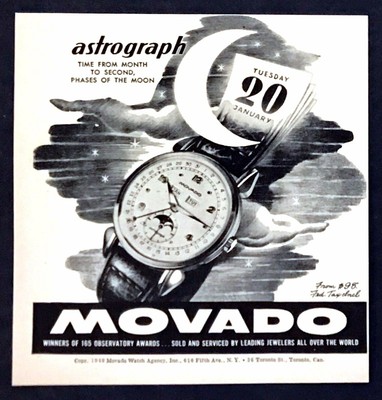 astrograph
TIME FROM MONTH
TO SECOND,
PHASES OF THE MOON
TUESDAY
20
JANUARY
MOVADO
From $95.
Fed. Tax Incl.
MOVADO
WINNERS OF 165 OBSERVATORY AWARDS ... SOLD AND SERVICED BY LEADING JEWELERS ALL OVER THE WORLD
Movado Watch Agency, Inc., 610 Fifth Ave., N. Y. • 36 Toronto St., Toronto, Can.